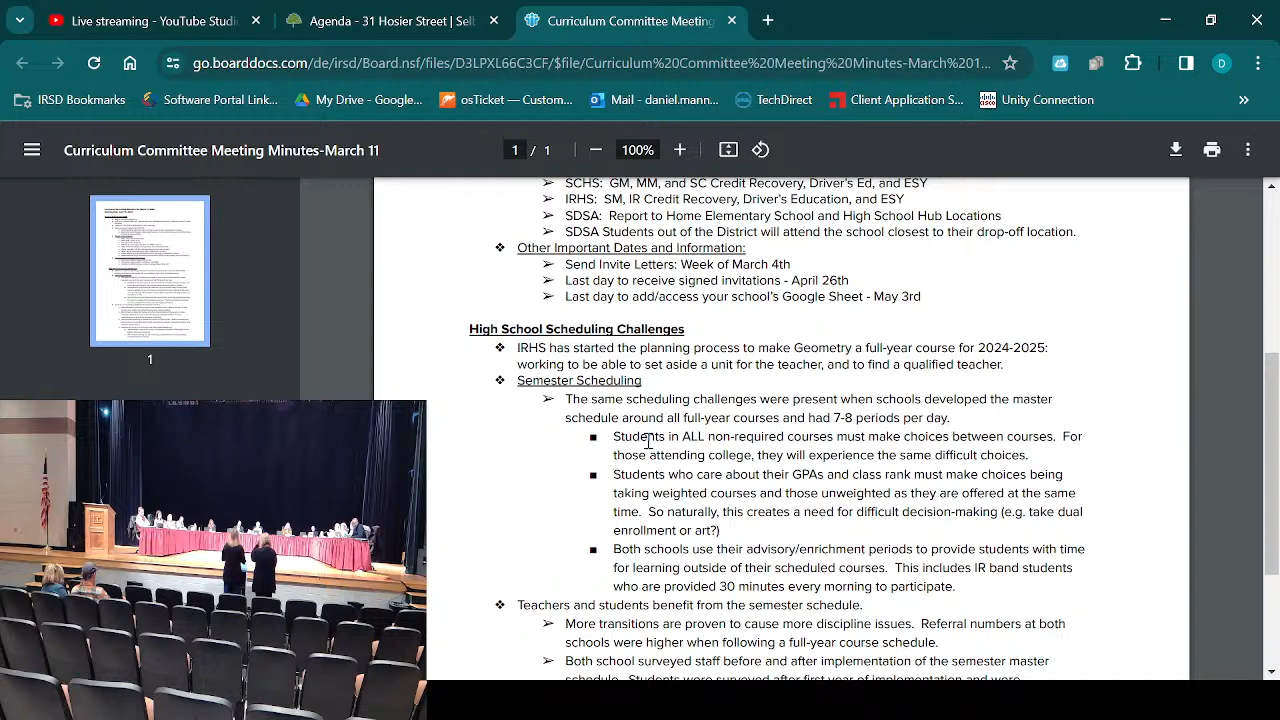 Live streaming - YouTube Studi
Agenda - 31 Hosier Street | Sel
Curriculum Committee Meeting
go.boarddocs.com/de/irsd/Board.nsf/files/D3LPXL66C3CF/$file/Curriculum%20Committee%20Meeting%20Minutes-March%201...
D
IRSD Bookmarks
Software Portal Link...
My Drive - Google...
osTicket — Custom...
Mail - daniel.mann...
TechDirect
Client Application S...
Unity Connection
Curriculum Committee Meeting Minutes-March 11
1 / 1
100%
1
SCHS: GM, MM, and SC Credit Recovery, Driver's Ed, and ESY
IRHS: SM, IR Credit Recovery, Driver's Education, and ESY
SDSA: Report to Home Elementary School and High School Hub Locations
SDSA Students out of the District will attend the school closest to their drop-off location.
Other Important Dates and Information:
Send Invite Letters: Week of March 4th
Last day to receive signed invitations - April 26th
Last day to add/access your school's Google Sheet - May 3rd
High School Scheduling Challenges
IRHS has started the planning process to make Geometry a full-year course for 2024-2025:
working to be able to set aside a unit for the teacher, and to find a qualified teacher.
Semester Scheduling
The same scheduling challenges were present when schools developed the master
schedule around all full-year courses and had 7-8 periods per day.
Students in ALL non-required courses must make choices between courses. For
those attending college, they will experience the same difficult choices.
Students who care about their GPAs and class rank must make choices being
taking weighted courses and those unweighted as they are offered at the same
time. So naturally, this creates a need for difficult decision-making (e.g. take dual
enrollment or art?)
Both schools use their advisory/enrichment periods to provide students with time
for learning outside of their scheduled courses. This includes IR band students
who are provided 30 minutes every morning to participate.
Teachers and students benefit from the semester schedule.
More transitions are proven to cause more discipline issues. Referral numbers at both
schools were higher when following a full-year course schedule.
Both school surveyed staff before and after implementation of the semester master
schedule. Students were surveyed after first year of implementation and were